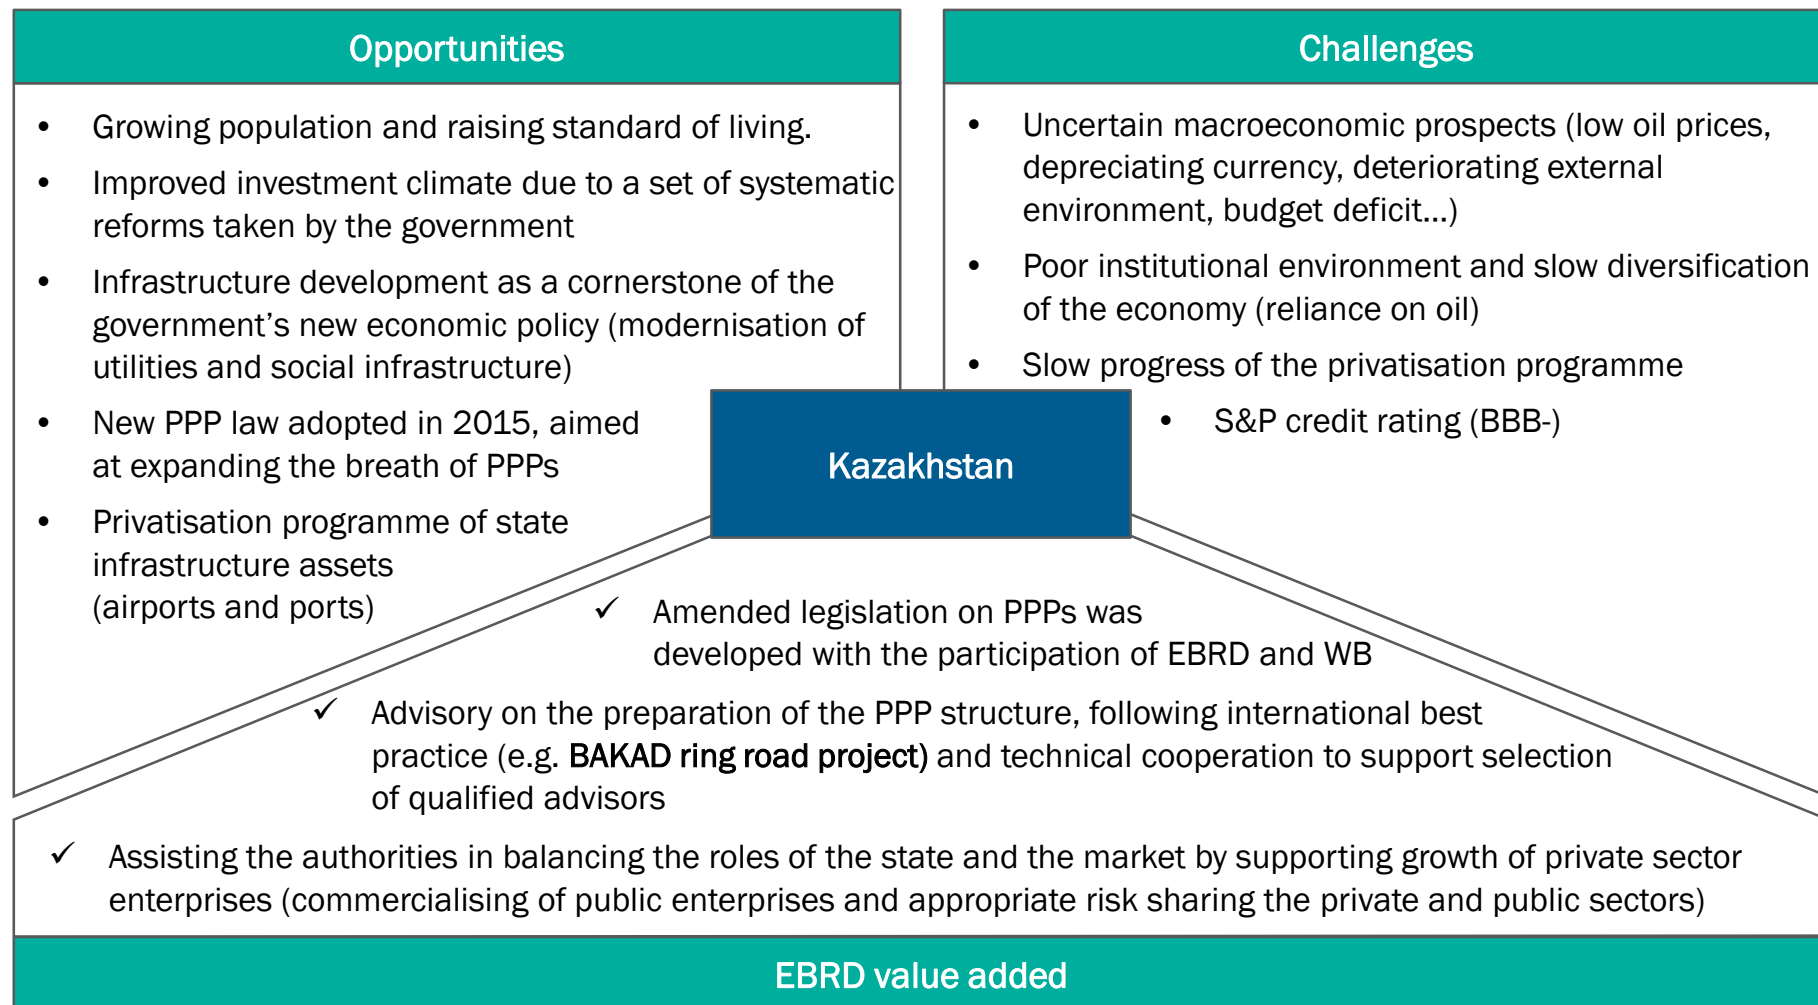 Opportunities
• Growing population and raising standard of living.
• Improved investment climate due to a set of systematic
reforms taken by the government
• Infrastructure development as a cornerstone of the
government’s new economic policy (modernisation of
utilities and social infrastructure)
• New PPP law adopted in 2015, aimed
at expanding the breath of PPPs
• Privatisation programme of state
infrastructure assets
(airports and ports)
Challenges
• Uncertain macroeconomic prospects (low oil prices,
depreciating currency, deteriorating external
environment, budget deficit...)
• Poor institutional environment and slow diversification
of the economy (reliance on oil)
• Slow progress of the privatisation programme
• S&P credit rating (BBB-)
Kazakhstan
✓ Amended legislation on PPPs was
developed with the participation of EBRD and WB
✓ Advisory on the preparation of the PPP structure, following international best
practice (e.g. BAKAD ring road project) and technical cooperation to support selection
of qualified advisors
✓ Assisting the authorities in balancing the roles of the state and the market by supporting growth of private sector
enterprises (commercialising of public enterprises and appropriate risk sharing the private and public sectors)
EBRD value added